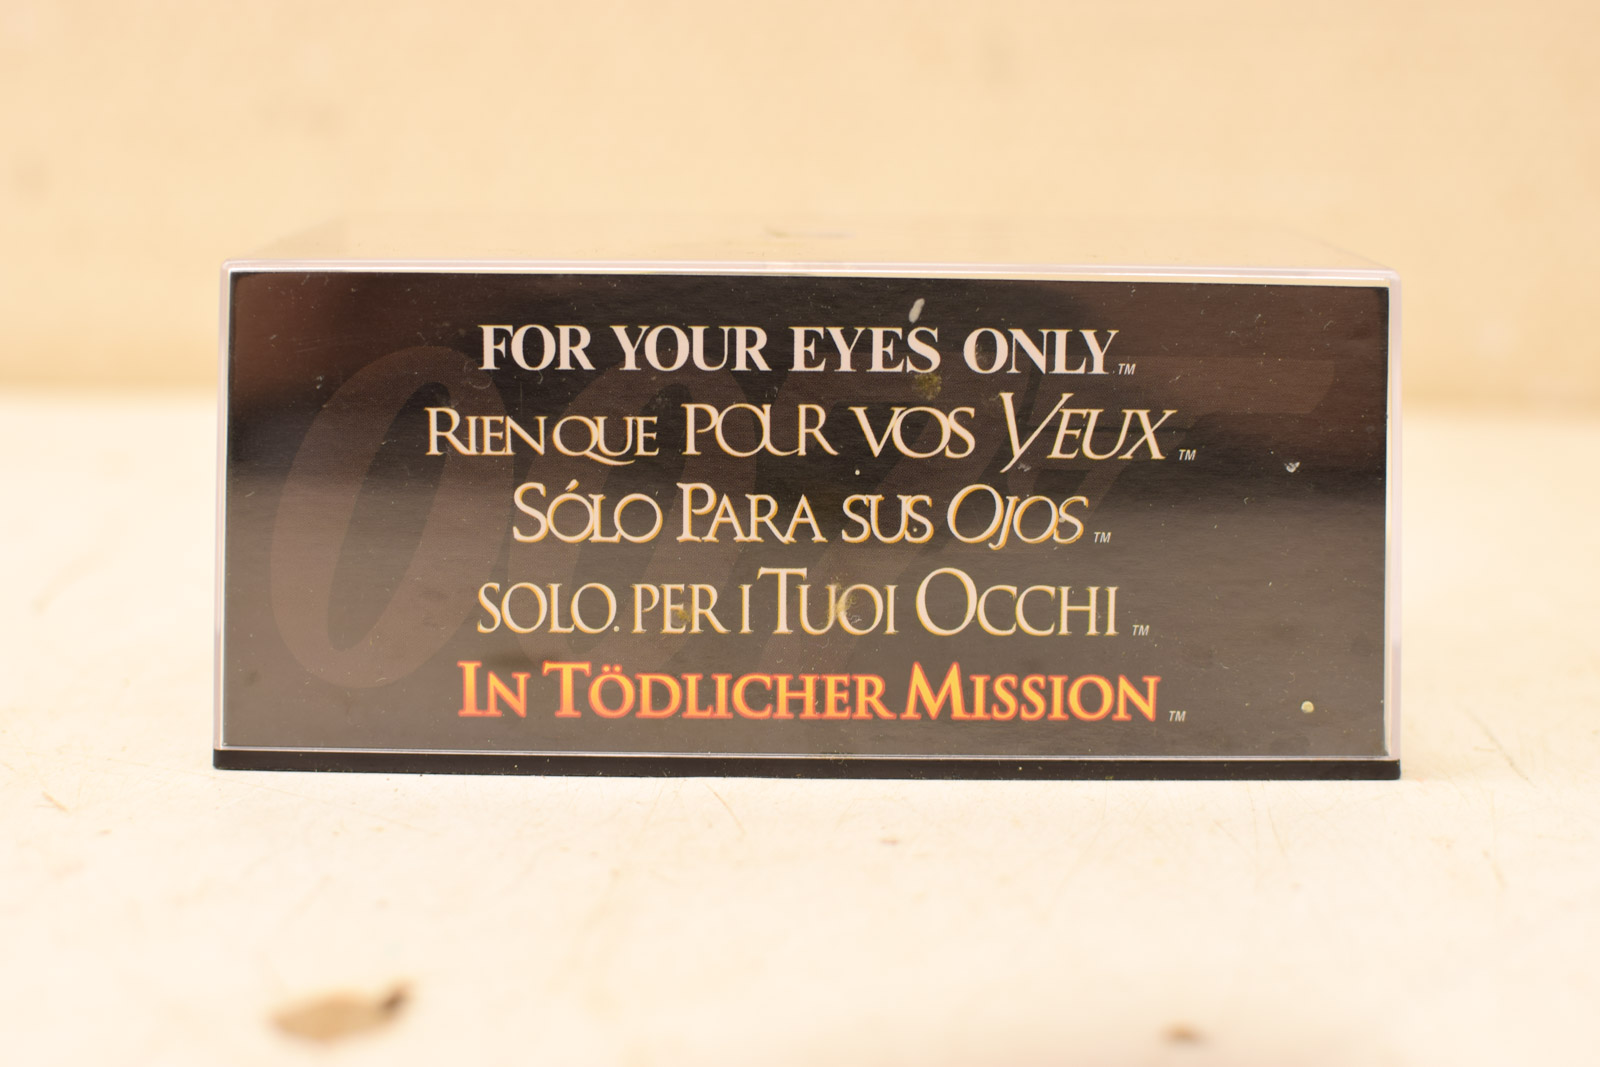 FOR YOUR EYES ONLY™
RIEN QUE POUR VOS YEUX™
SÓLO PARA SUS OJOS™
SOLO PER I TUOI OCCHI™
IN TÖDLICHER MISSION™
007